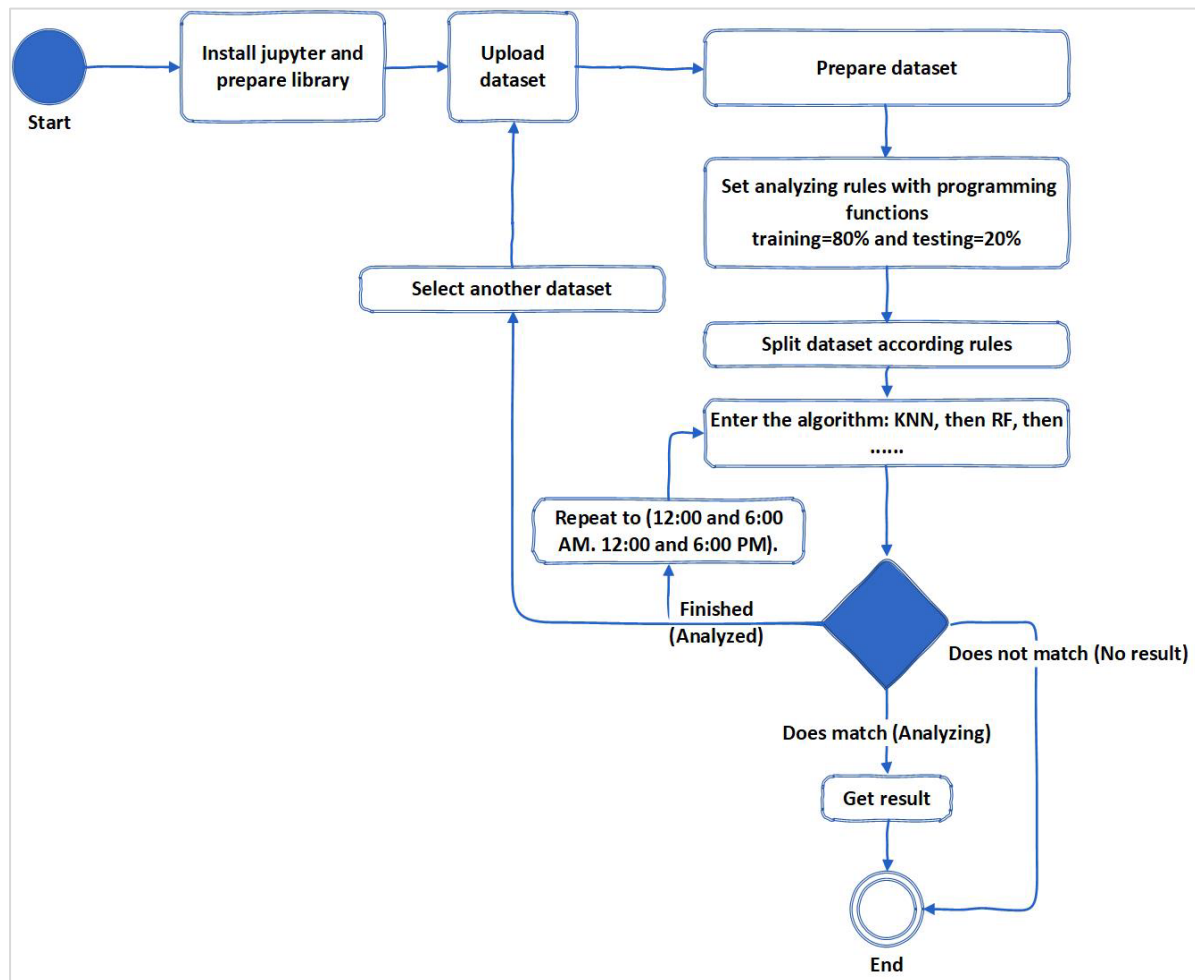 Start
Install jupyter and
prepare library
Upload
dataset
Prepare dataset
Set analyzing rules with programming
functions
training=80% and testing=20%
Select another dataset
Split dataset according rules
Enter the algorithm: KNN, then RF, then
......
Repeat to (12:00 and 6:00
AM. 12:00 and 6:00 PM).
Finished
(Analyzed)
Does not match (No result)
Does match (Analyzing)
Get result
End